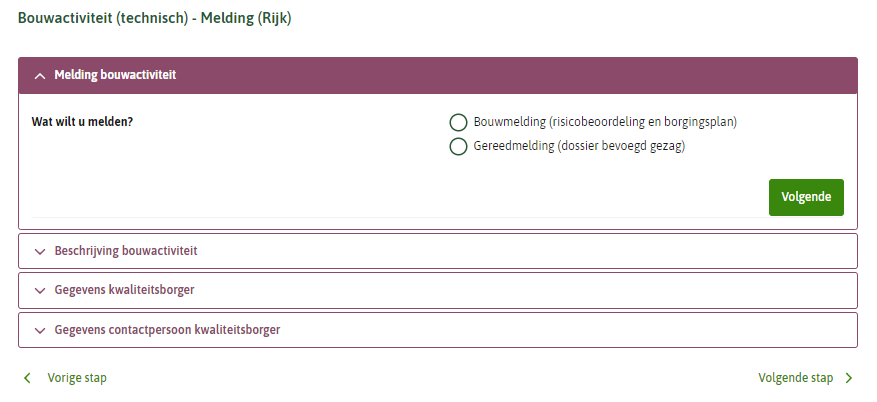 Bouwactiviteit (technisch) - Melding (Rijk)
Melding bouwactiviteit
Wat wilt u melden?
Bouwmelding (risicobeoordeling en borgingsplan)
Gereedmelding (dossier bevoegd gezag)
Volgende
Beschrijving bouwactiviteit
Gegevens kwaliteitsborger
Gegevens contactpersoon kwaliteitsborger
Vorige stap
Volgende stap